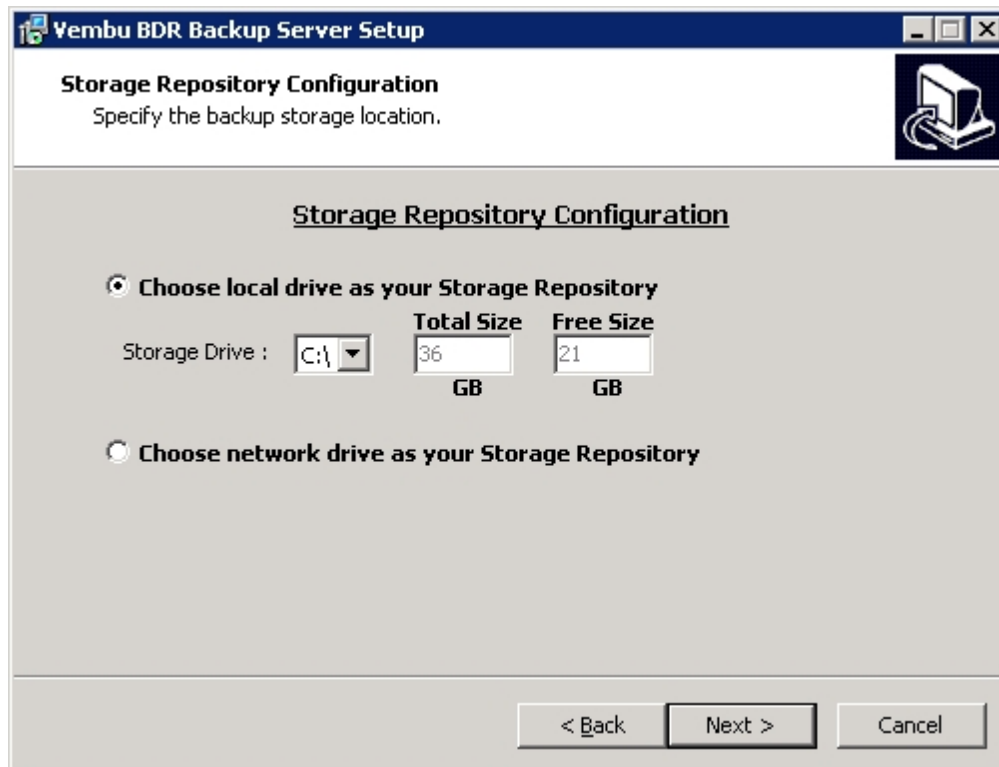 Vembu BDR Backup Server Setup
Storage Repository Configuration
Specify the backup storage location.
Storage Repository Configuration
Choose local drive as your Storage Repository
Total Size Free Size
Storage Drive : C:\ 36 21
GB GB
Choose network drive as your Storage Repository
< Back Next > Cancel